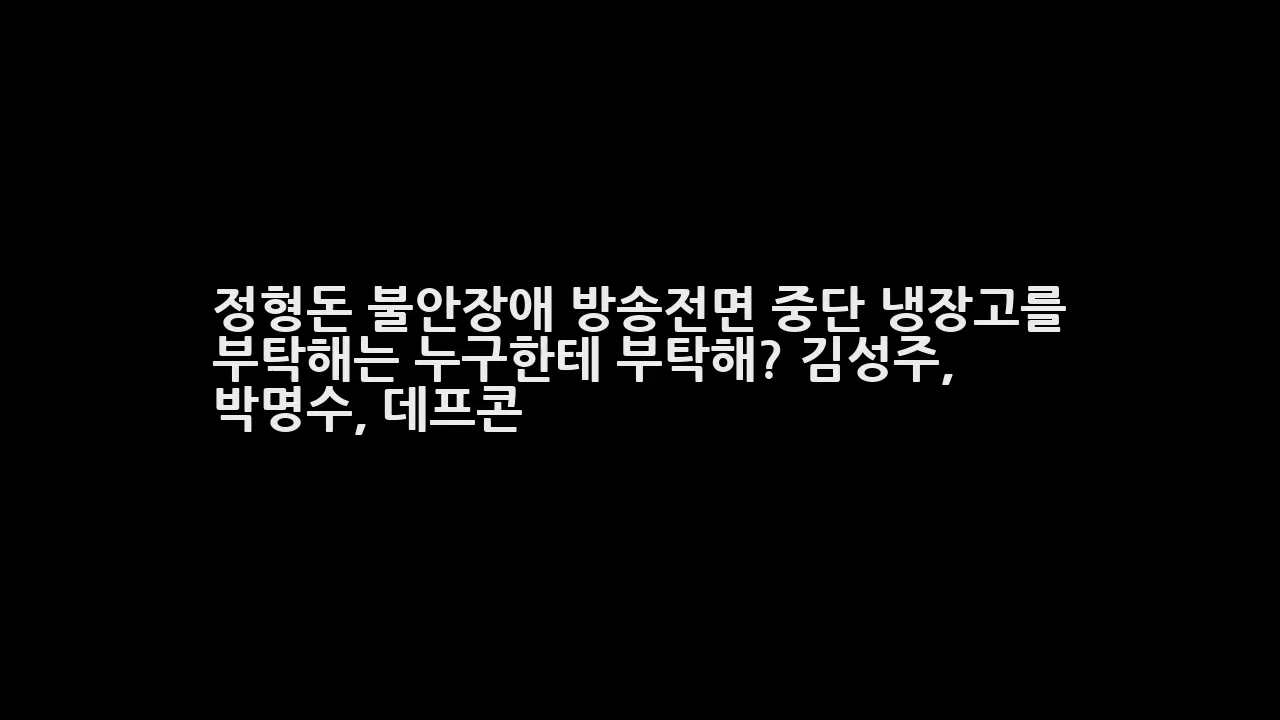 정형돈 불안장애 방송전면 중단 냉장고를
부탁해는 누구한테 부탁해? 김성주,
박명수, 데프콘